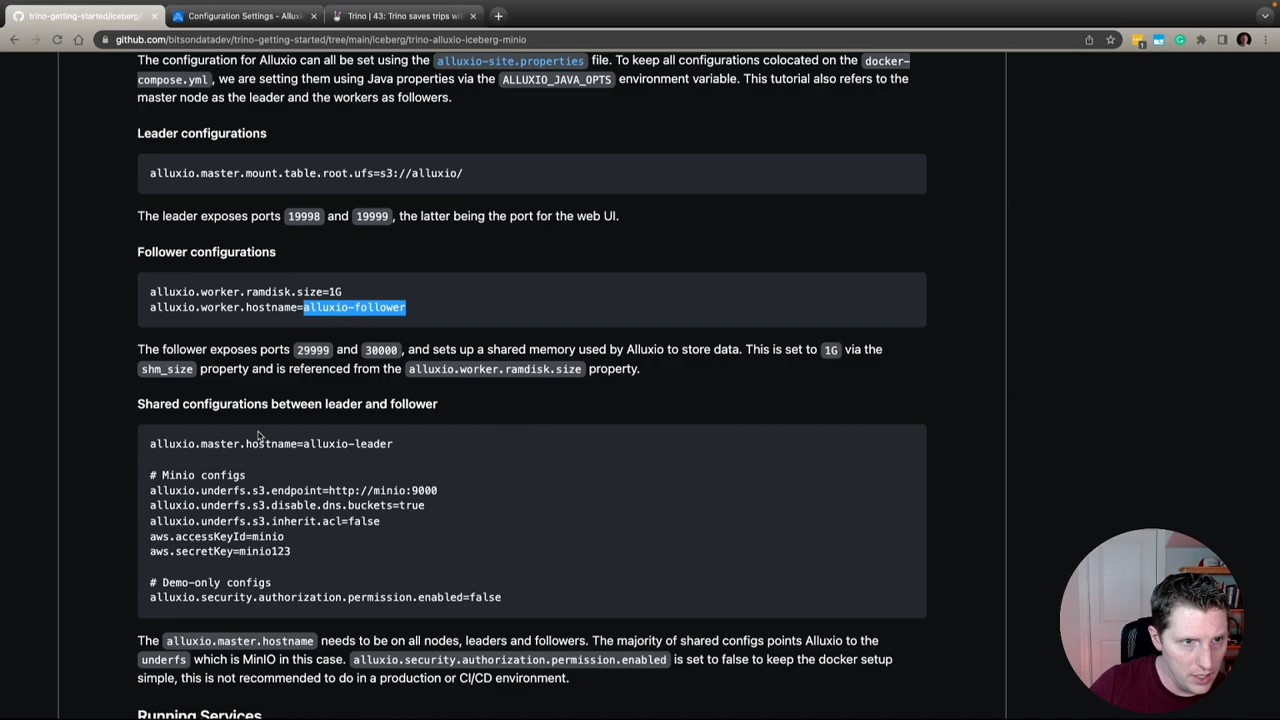 trino-getting-started/iceberg/
Configuration Settings - Alluxi
Trino | 43: Trino saves trips wi
github.com/bitsondatadev/trino-getting-started/tree/main/iceberg/trino-alluxio-iceberg-minio
The configuration for Alluxio can all be set using the alluxio-site.properties file. To keep all configurations colocated on the docker-
compose.yml, we are setting them using Java properties via the ALLUXIO_JAVA_OPTS environment variable. This tutorial also refers to the
master node as the leader and the workers as followers.
Leader configurations
alluxio.master.mount.table.root.ufs=s3://alluxio/
The leader exposes ports 19998 and 19999, the latter being the port for the web UI.
Follower configurations
alluxio.worker.ramdisk.size=1G
alluxio.worker.hostname=alluxio-follower
The follower exposes ports 29999 and 30000, and sets up a shared memory used by Alluxio to store data. This is set to 1G via the
shm_size property and is referenced from the alluxio.worker.ramdisk.size property.
Shared configurations between leader and follower
alluxio.master.hostname=alluxio-leader
# Minio configs
alluxio.underfs.s3.endpoint=http://minio:9000
alluxio.underfs.s3.disable.dns.buckets=true
alluxio.underfs.s3.inherit.acl=false
aws.accessKeyId=minio
aws.secretKey=minio123
# Demo-only configs
alluxio.security.authorization.permission.enabled=false
The alluxio.master.hostname needs to be on all nodes, leaders and followers. The majority of shared configs points Alluxio to the
underfs which is MinIO in this case. alluxio.security.authorization.permission.enabled is set to false to keep the docker setup
simple, this is not recommended to do in a production or CI/CD environment.
Running Services